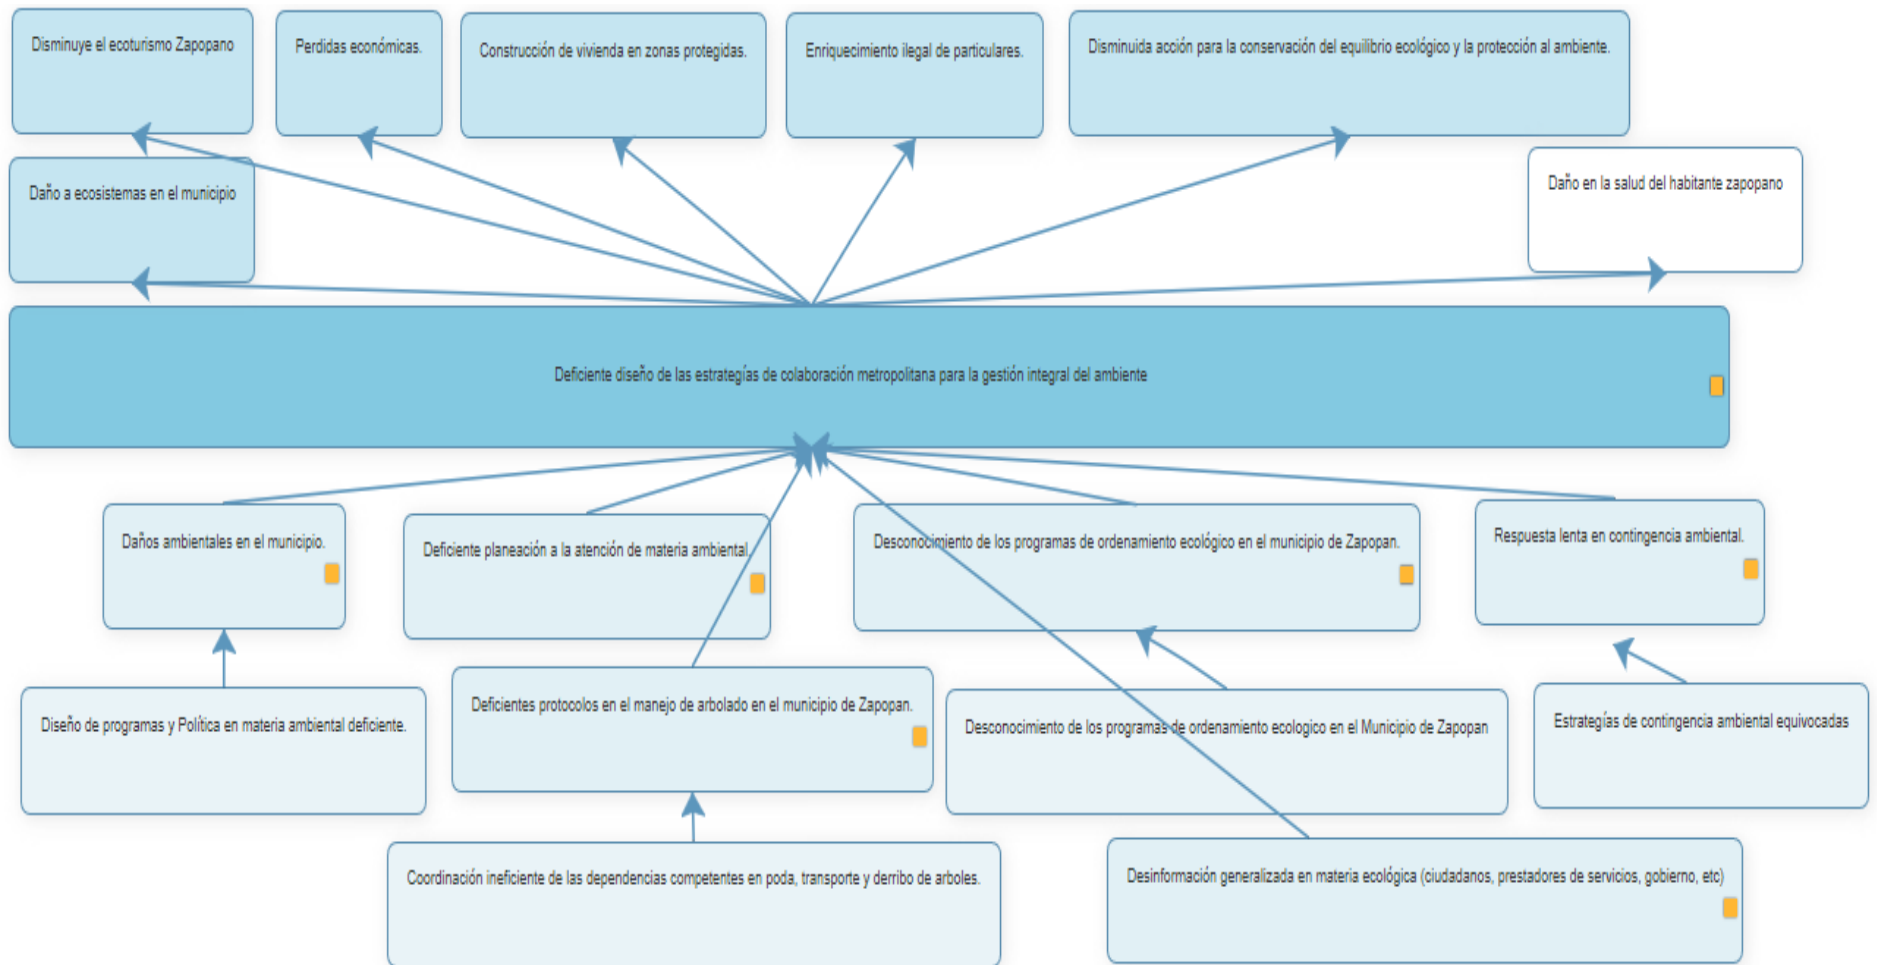 Disminuye el ecoturismo Zapopano
Perdidas económicas.
Construcción de vivienda en zonas protegidas.
Enriquecimiento ilegal de particulares.
Disminuida acción para la conservación del equilibrio ecológico y la protección al ambiente.
Daño a ecosistemas en el municipio
Daño en la salud del habitante zapopano
Deficiente diseño de las estrategías de colaboración metropolitana para la gestión integral del ambiente
Daños ambientales en el municipio.
Deficiente planeación a la atención de materia ambiental.
Desconocimiento de los programas de ordenamiento ecológico en el municipio de Zapopan.
Respuesta lenta en contingencia ambiental.
Diseño de programas y Política en materia ambiental deficiente.
Deficientes protocolos en el manejo de arbolado en el municipio de Zapopan.
Desconocimiento de los programas de ordenamiento ecologico en el Municipio de Zapopan
Estrategías de contingencia ambiental equivocadas
Coordinación ineficiente de las dependencias competentes en poda, transporte y derribo de arboles.
Desinformación generalizada en materia ecológica (ciudadanos, prestadores de servicios, gobierno, etc)